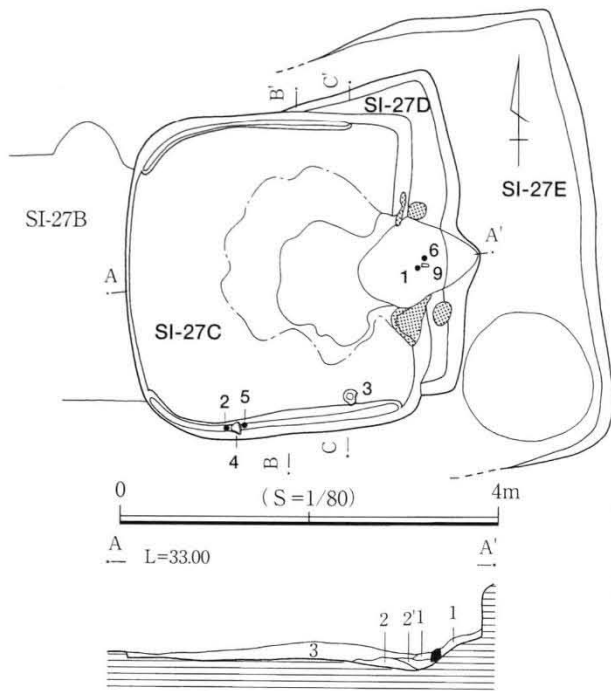 B'
C'
SI-27D
SI-27E
SI-27B
A'
6
1
9
A
SI-27C
3
2
5
4
B
C
0
(S=1/80)
4m
A
L=33.00
A'
2
2'
1
1
3